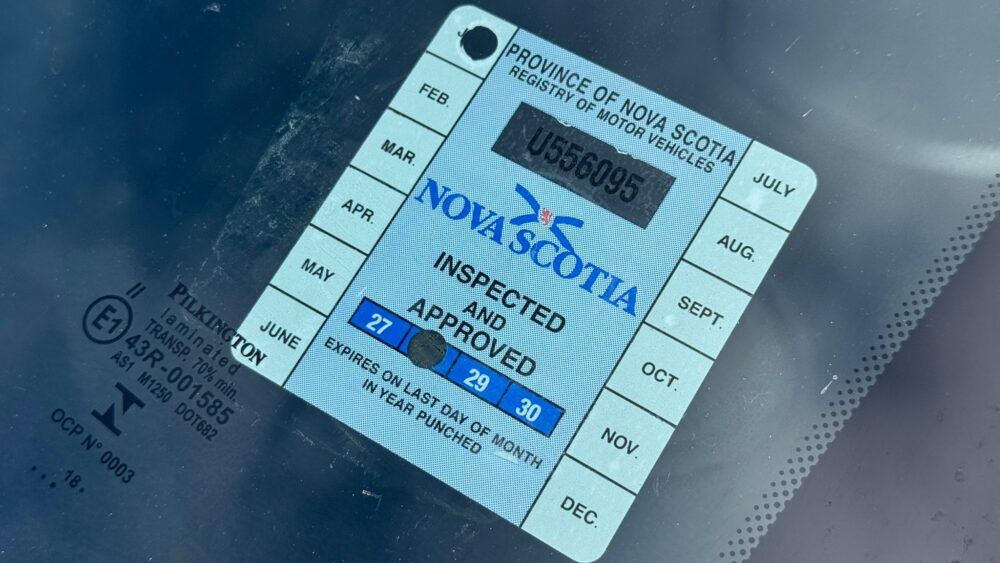 PROVINCE OF NOVA SCOTIA
REGISTRY OF MOTOR VEHICLES
U556095
NOVA SCOTIA
INSPECTED
AND
APPROVED
27 29 30
EXPIRES ON LAST DAY OF MONTH
IN YEAR PUNCHED
FEB.
MAR.
APR.
MAY
JUNE
JULY
AUG.
SEPT.
OCT.
NOV.
DEC.
PILKINGTON
laminated
E1 43R-001585
TRANSP 70% min.
AS1 M1250 DOT682
N
OCP N° 0003
...18.